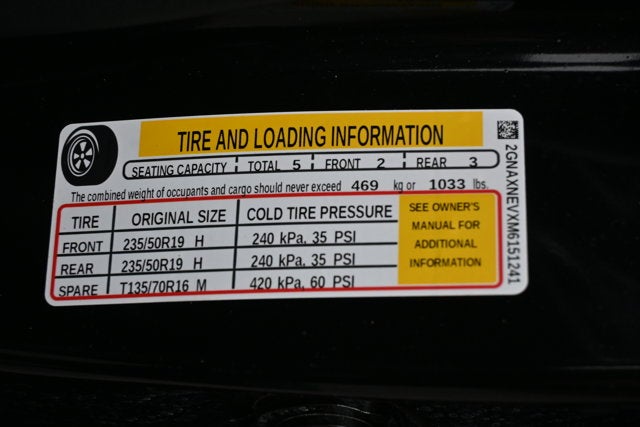 TIRE AND LOADING INFORMATION
SEATING CAPACITY TOTAL 5 FRONT 2 REAR 3
The combined weight of occupants and cargo should never exceed 469 kg or 1033 lbs.
TIRE ORIGINAL SIZE COLD TIRE PRESSURE
FRONT 235/50R19 H 240 kPa, 35 PSI
REAR 235/50R19 H 240 kPa, 35 PSI
SPARE T135/70R16 M 420 kPa, 60 PSI
SEE OWNER'S
MANUAL FOR
ADDITIONAL
INFORMATION
2GNAXNEVXM6151241